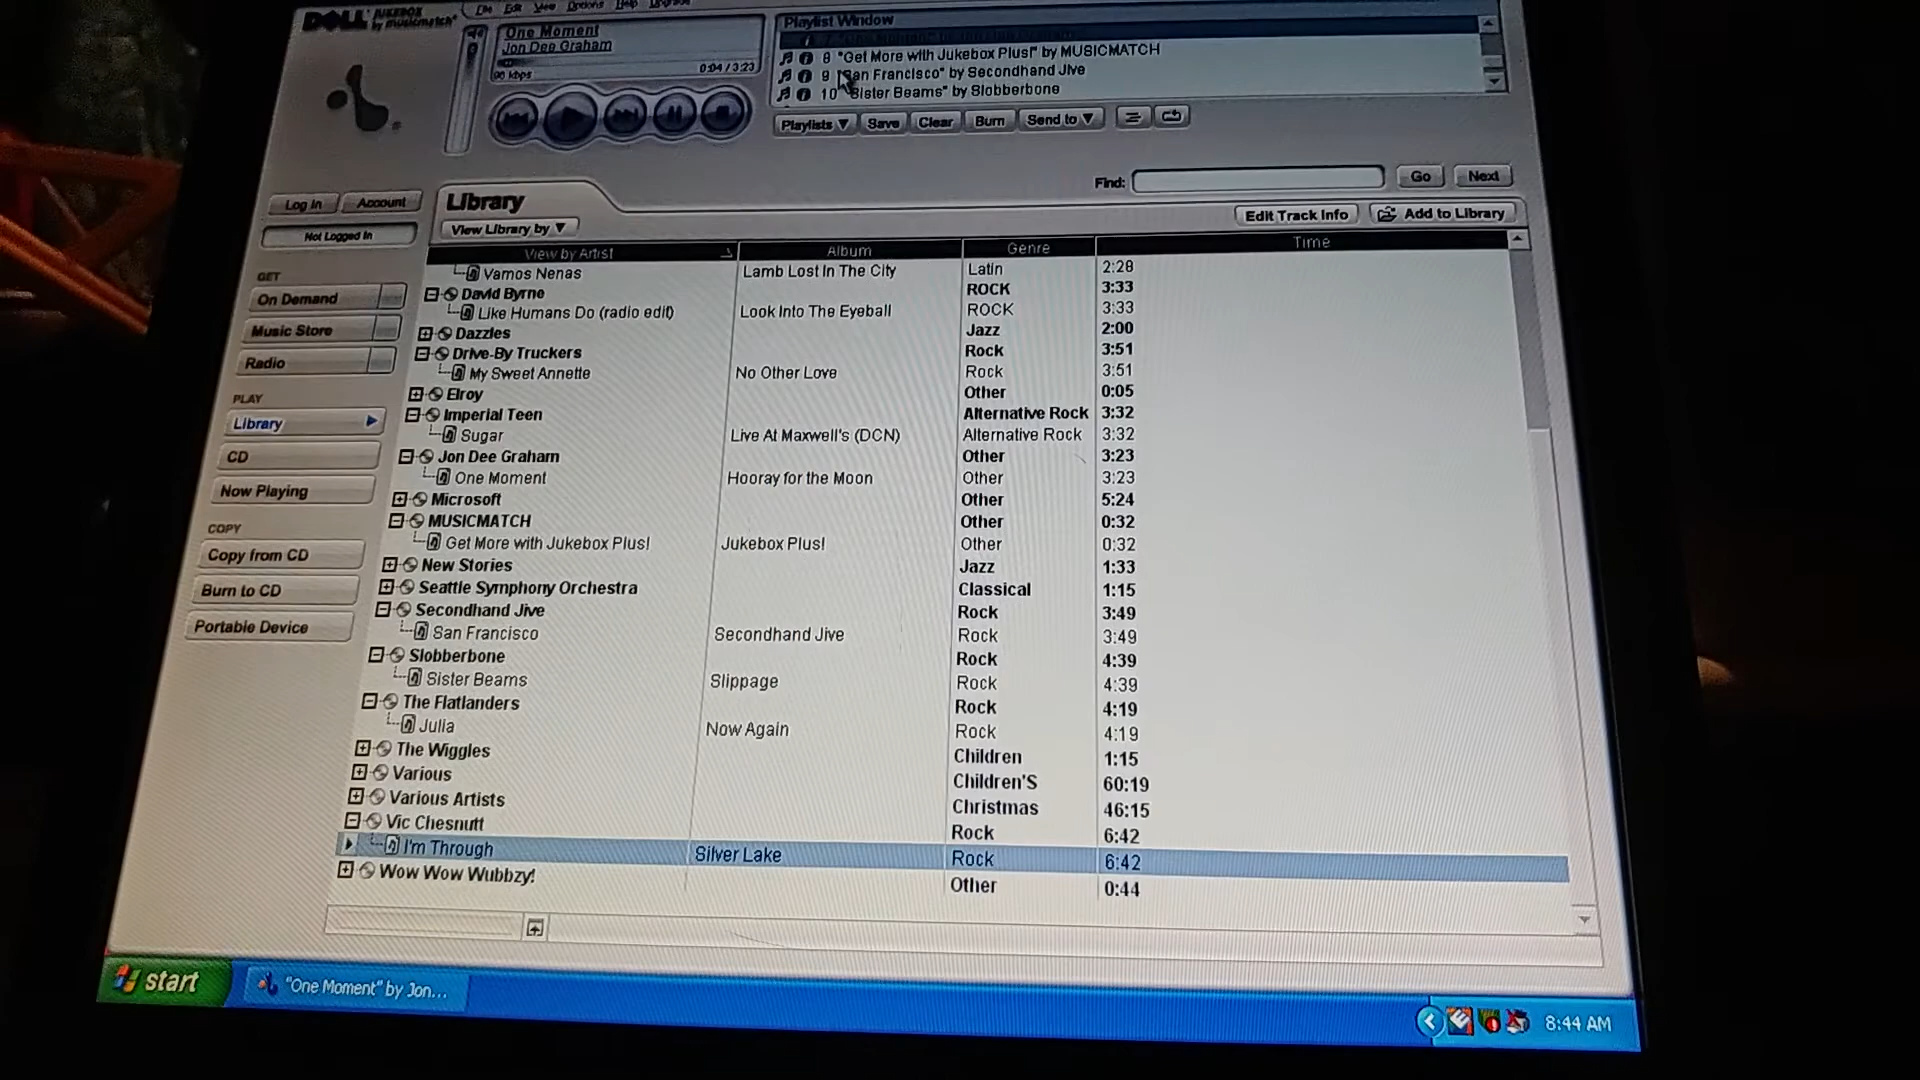 DELL JUKEBOX
by musicmatch
File Edit View Options Help Upgrade
One Moment
Jon Dee Graham
90 kbps 0:04 / 3:23
Playlist Window
8 "Get More with Jukebox Plus!" by MUSICMATCH
9 "San Francisco" by Secondhand Jive
10 "Sister Beams" by Slobberbone
Playlists Save Clear Burn Send to
Find: Go Next
Log In Account
Not Logged In
Library
View Library by
Edit Track Info Add to Library
GET
On Demand
Music Store
Radio
PLAY
Library
CD
Now Playing
COPY
Copy from CD
Burn to CD
Portable Device
View by Artist Album Genre Time
Vamos Nenas Lamb Lost In The City Latin 2:28
David Byrne ROCK 3:33
Like Humans Do (radio edit) Look Into The Eyeball ROCK 3:33
Dazzles Jazz 2:00
Drive-By Truckers Rock 3:51
My Sweet Annette No Other Love Rock 3:51
Elroy Other 0:05
Imperial Teen Alternative Rock 3:32
Sugar Live At Maxwell's (DCN) Alternative Rock 3:32
Jon Dee Graham Other 3:23
One Moment Hooray for the Moon Other 3:23
Microsoft Other 5:24
MUSICMATCH Other 0:32
Get More with Jukebox Plus! Jukebox Plus! Other 0:32
New Stories Jazz 1:33
Seattle Symphony Orchestra Classical 1:15
Secondhand Jive Rock 3:49
San Francisco Secondhand Jive Rock 3:49
Slobberbone Rock 4:39
Sister Beams Slippage Rock 4:39
The Flatlanders Rock 4:19
Julia Now Again Rock 4:19
The Wiggles Children 1:15
Various Children'S 60:19
Various Artists Christmas 46:15
Vic Chesnutt Rock 6:42
I'm Through Silver Lake Rock 6:42
Wow Wow Wubbzy! Other 0:44
start "One Moment" by Jon... 8:44 AM